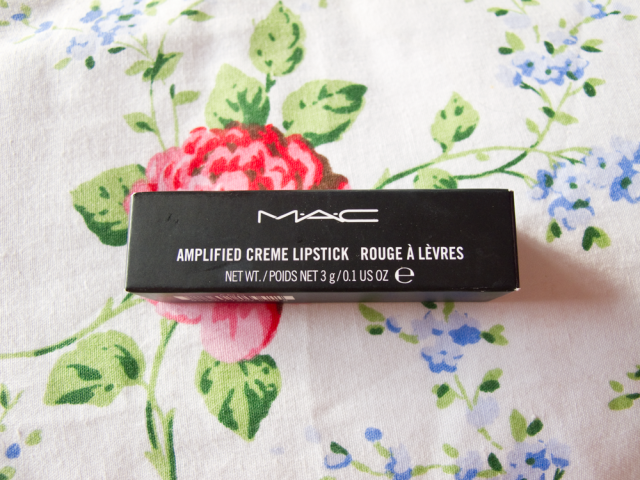 M·A·C
AMPLIFIED CREME LIPSTICK ROUGE À LÈVRES
NET WT. / POIDS NET 3 g / 0.1 US OZ ℮